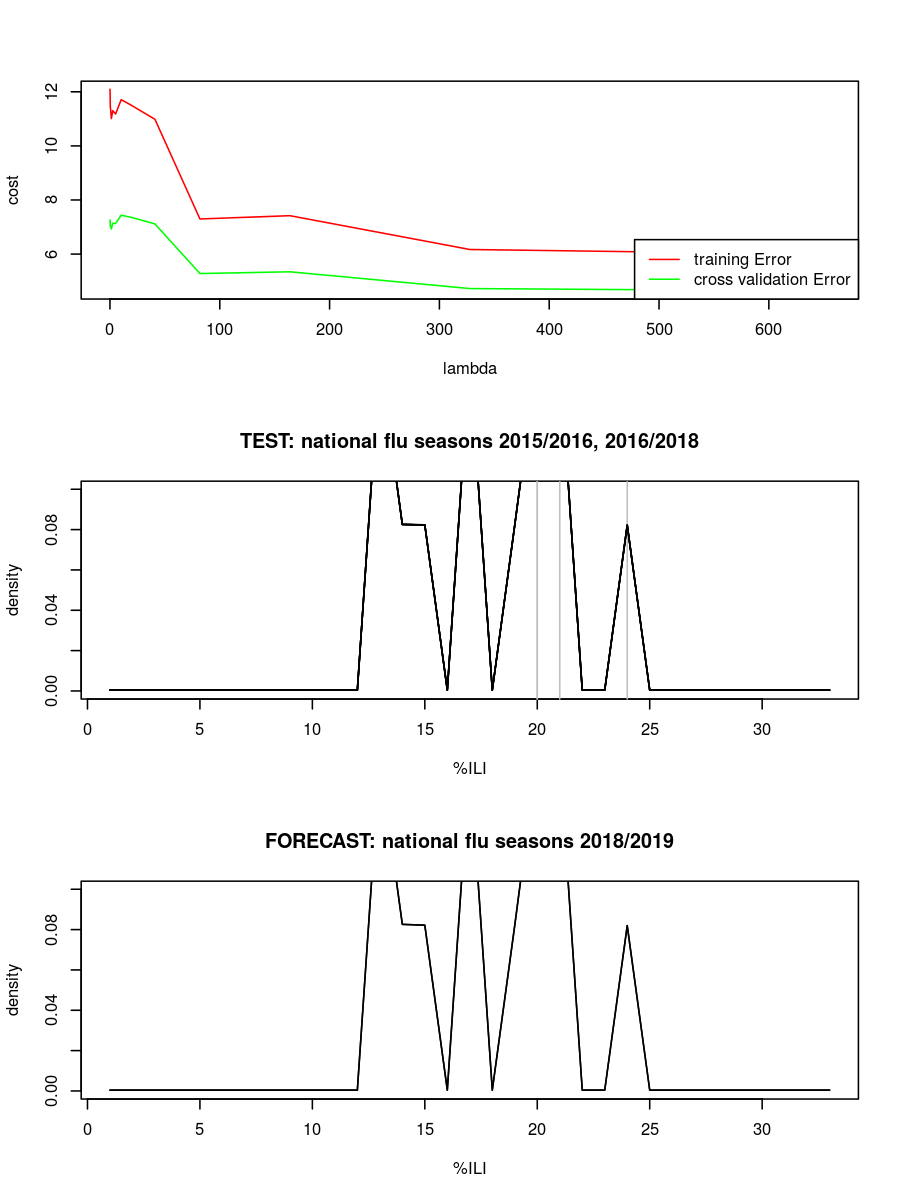 12
10
8
6
cost
training Error
cross validation Error
0 100 200 300 400 500 600
lambda
TEST: national flu seasons 2015/2016, 2016/2018
0.08
0.04
0.00
density
0 5 10 15 20 25 30
%ILI
FORECAST: national flu seasons 2018/2019
0.08
0.04
0.00
density
0 5 10 15 20 25 30
%ILI